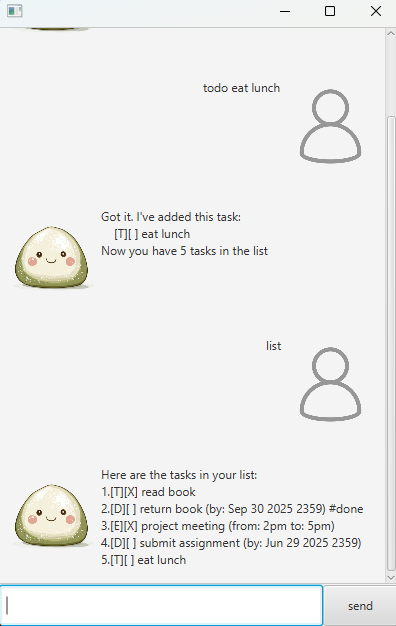 todo eat lunch
Got it. I've added this task:
[T][ ] eat lunch
Now you have 5 tasks in the list
list
Here are the tasks in your list:
1.[T][X] read book
2.[D][ ] return book (by: Sep 30 2025 2359) #done
3.[E][X] project meeting (from: 2pm to: 5pm)
4.[D][ ] submit assignment (by: Jun 29 2025 2359)
5.[T][ ] eat lunch
send